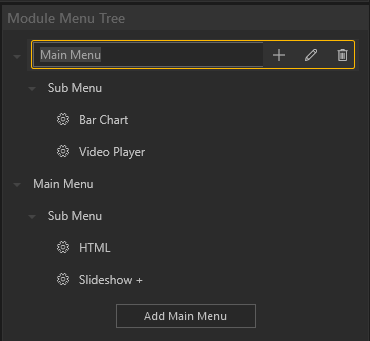 Module Menu Tree
Main Menu
Sub Menu
Bar Chart
Video Player
Main Menu
Sub Menu
HTML
Slideshow +
Add Main Menu